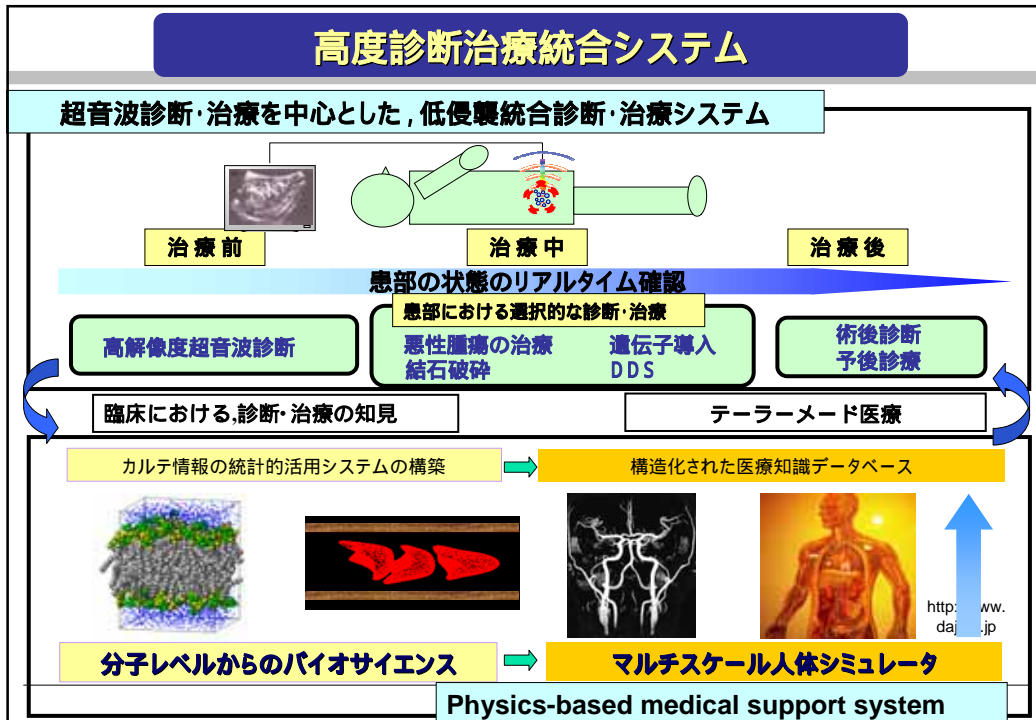 高度診断治療統合システム
超音波診断・治療を中心とした,低侵襲統合診断・治療システム
治療前
治療中
治療後
患部の状態のリアルタイム確認
患部における選択的な診断・治療
高解像度超音波診断
悪性腫瘍の治療 遺伝子導入
結石破砕 DDS
術後診断
予後診療
臨床における,診断・治療の知見
テーラーメード医療
カルテ情報の統計的活用システムの構築
構造化された医療知識データベース
分子レベルからのバイオサイエンス
マルチスケール人体シミュレータ
Physics-based medical support system